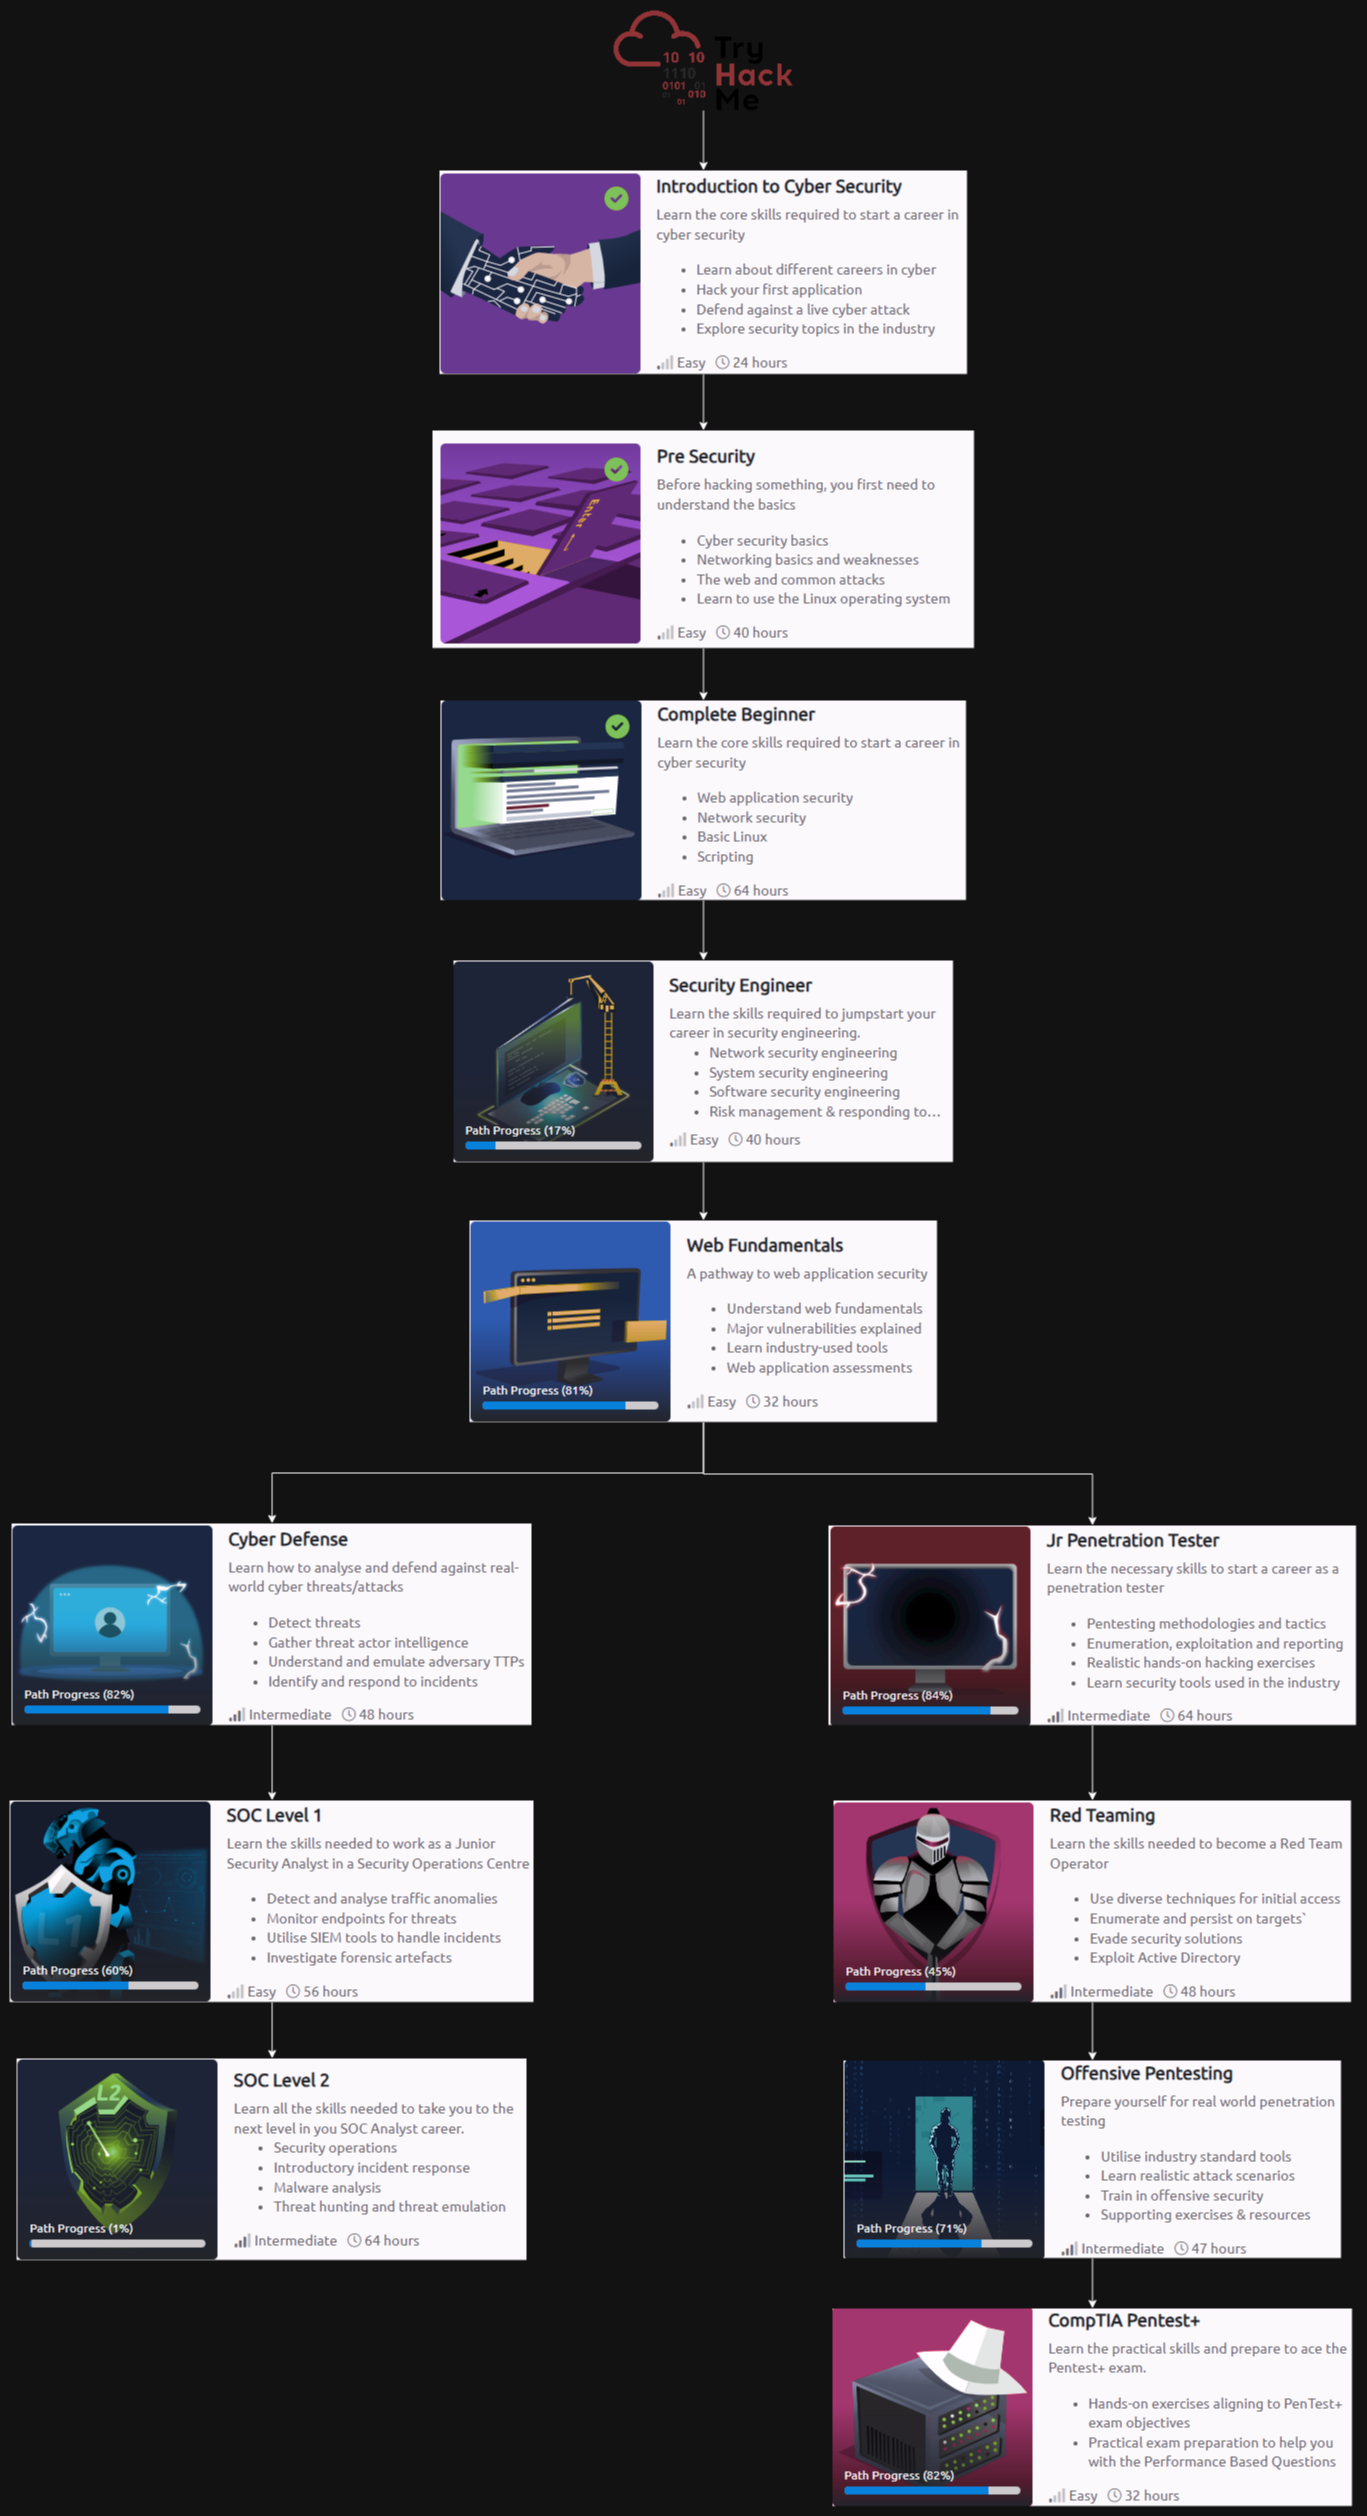 10 10
1110
0101 01
01 010
01
Try
Hack
Me
Introduction to Cyber Security
Learn the core skills required to start a career in
cyber security
• Learn about different careers in cyber
• Hack your first application
• Defend against a live cyber attack
• Explore security topics in the industry
Easy 24 hours
Enter
Pre Security
Before hacking something, you first need to
understand the basics
• Cyber security basics
• Networking basics and weaknesses
• The web and common attacks
• Learn to use the Linux operating system
Easy 40 hours
Complete Beginner
Learn the core skills required to start a career in
cyber security
• Web application security
• Network security
• Basic Linux
• Scripting
Easy 64 hours
Path Progress (17%)
Security Engineer
Learn the skills required to jumpstart your
career in security engineering.
• Network security engineering
• System security engineering
• Software security engineering
• Risk management & responding to...
Easy 40 hours
Path Progress (81%)
Web Fundamentals
A pathway to web application security
• Understand web fundamentals
• Major vulnerabilities explained
• Learn industry-used tools
• Web application assessments
Easy 32 hours
Path Progress (82%)
Cyber Defense
Learn how to analyse and defend against real-
world cyber threats/attacks
• Detect threats
• Gather threat actor intelligence
• Understand and emulate adversary TTPs
• Identify and respond to incidents
Intermediate 48 hours
Path Progress (84%)
Jr Penetration Tester
Learn the necessary skills to start a career as a
penetration tester
• Pentesting methodologies and tactics
• Enumeration, exploitation and reporting
• Realistic hands-on hacking exercises
• Learn security tools used in the industry
Intermediate 64 hours
L1
Path Progress (60%)
SOC Level 1
Learn the skills needed to work as a Junior
Security Analyst in a Security Operations Centre
• Detect and analyse traffic anomalies
• Monitor endpoints for threats
• Utilise SIEM tools to handle incidents
• Investigate forensic artefacts
Easy 56 hours
Path Progress (45%)
Red Teaming
Learn the skills needed to become a Red Team
Operator
• Use diverse techniques for initial access
• Enumerate and persist on targets`
• Evade security solutions
• Exploit Active Directory
Intermediate 48 hours
L2
Path Progress (1%)
SOC Level 2
Learn all the skills needed to take you to the
next level in you SOC Analyst career.
• Security operations
• Introductory incident response
• Malware analysis
• Threat hunting and threat emulation
Intermediate 64 hours
Path Progress (71%)
Offensive Pentesting
Prepare yourself for real world penetration
testing
• Utilise industry standard tools
• Learn realistic attack scenarios
• Train in offensive security
• Supporting exercises & resources
Intermediate 47 hours
Path Progress (82%)
CompTIA Pentest+
Learn the practical skills and prepare to ace the
Pentest+ exam.
• Hands-on exercises aligning to PenTest+
exam objectives
• Practical exam preparation to help you
with the Performance Based Questions
Easy 32 hours